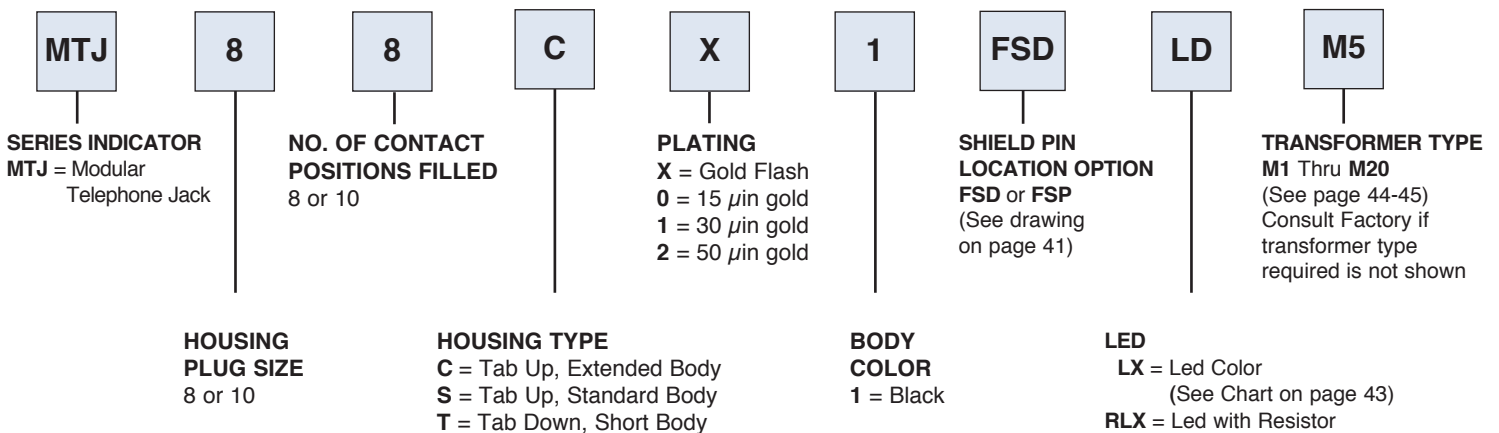 MTJ 8 8 C X 1 FSD LD M5
SERIES INDICATOR
MTJ = Modular
Telephone Jack
NO. OF CONTACT
POSITIONS FILLED
8 or 10
PLATING
X = Gold Flash
0 = 15 µin gold
1 = 30 µin gold
2 = 50 µin gold
SHIELD PIN
LOCATION OPTION
FSD or FSP
(See drawing
on page 41)
TRANSFORMER TYPE
M1 Thru M20
(See page 44-45)
Consult Factory if
transformer type
required is not shown
HOUSING
PLUG SIZE
8 or 10
HOUSING TYPE
C = Tab Up, Extended Body
S = Tab Up, Standard Body
T = Tab Down, Short Body
BODY
COLOR
1 = Black
LED
LX = Led Color
(See Chart on page 43)
RLX = Led with Resistor